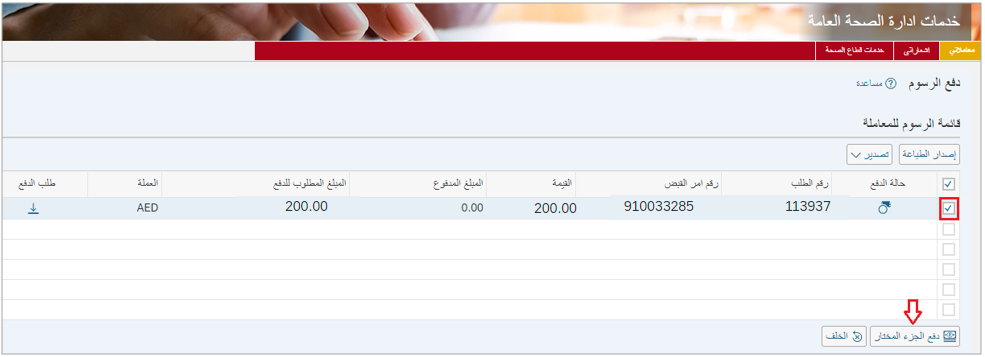 خدمات ادارة الصحة العامة
معاملاتي اشعاراتى خدمات قطاع الصحة
دفع الرسوم مساعدة
قائمة الرسوم للمعاملة
إصدار الطباعة تصدير
حالة الدفع رقم الطلب رقم امر القبض القيمة المبلغ المدفوع المبلغ المطلوب للدفع العملة طلب الدفع
113937 910033285 200.00 0.00 200.00 AED
دفع الجزء المختار الخلف